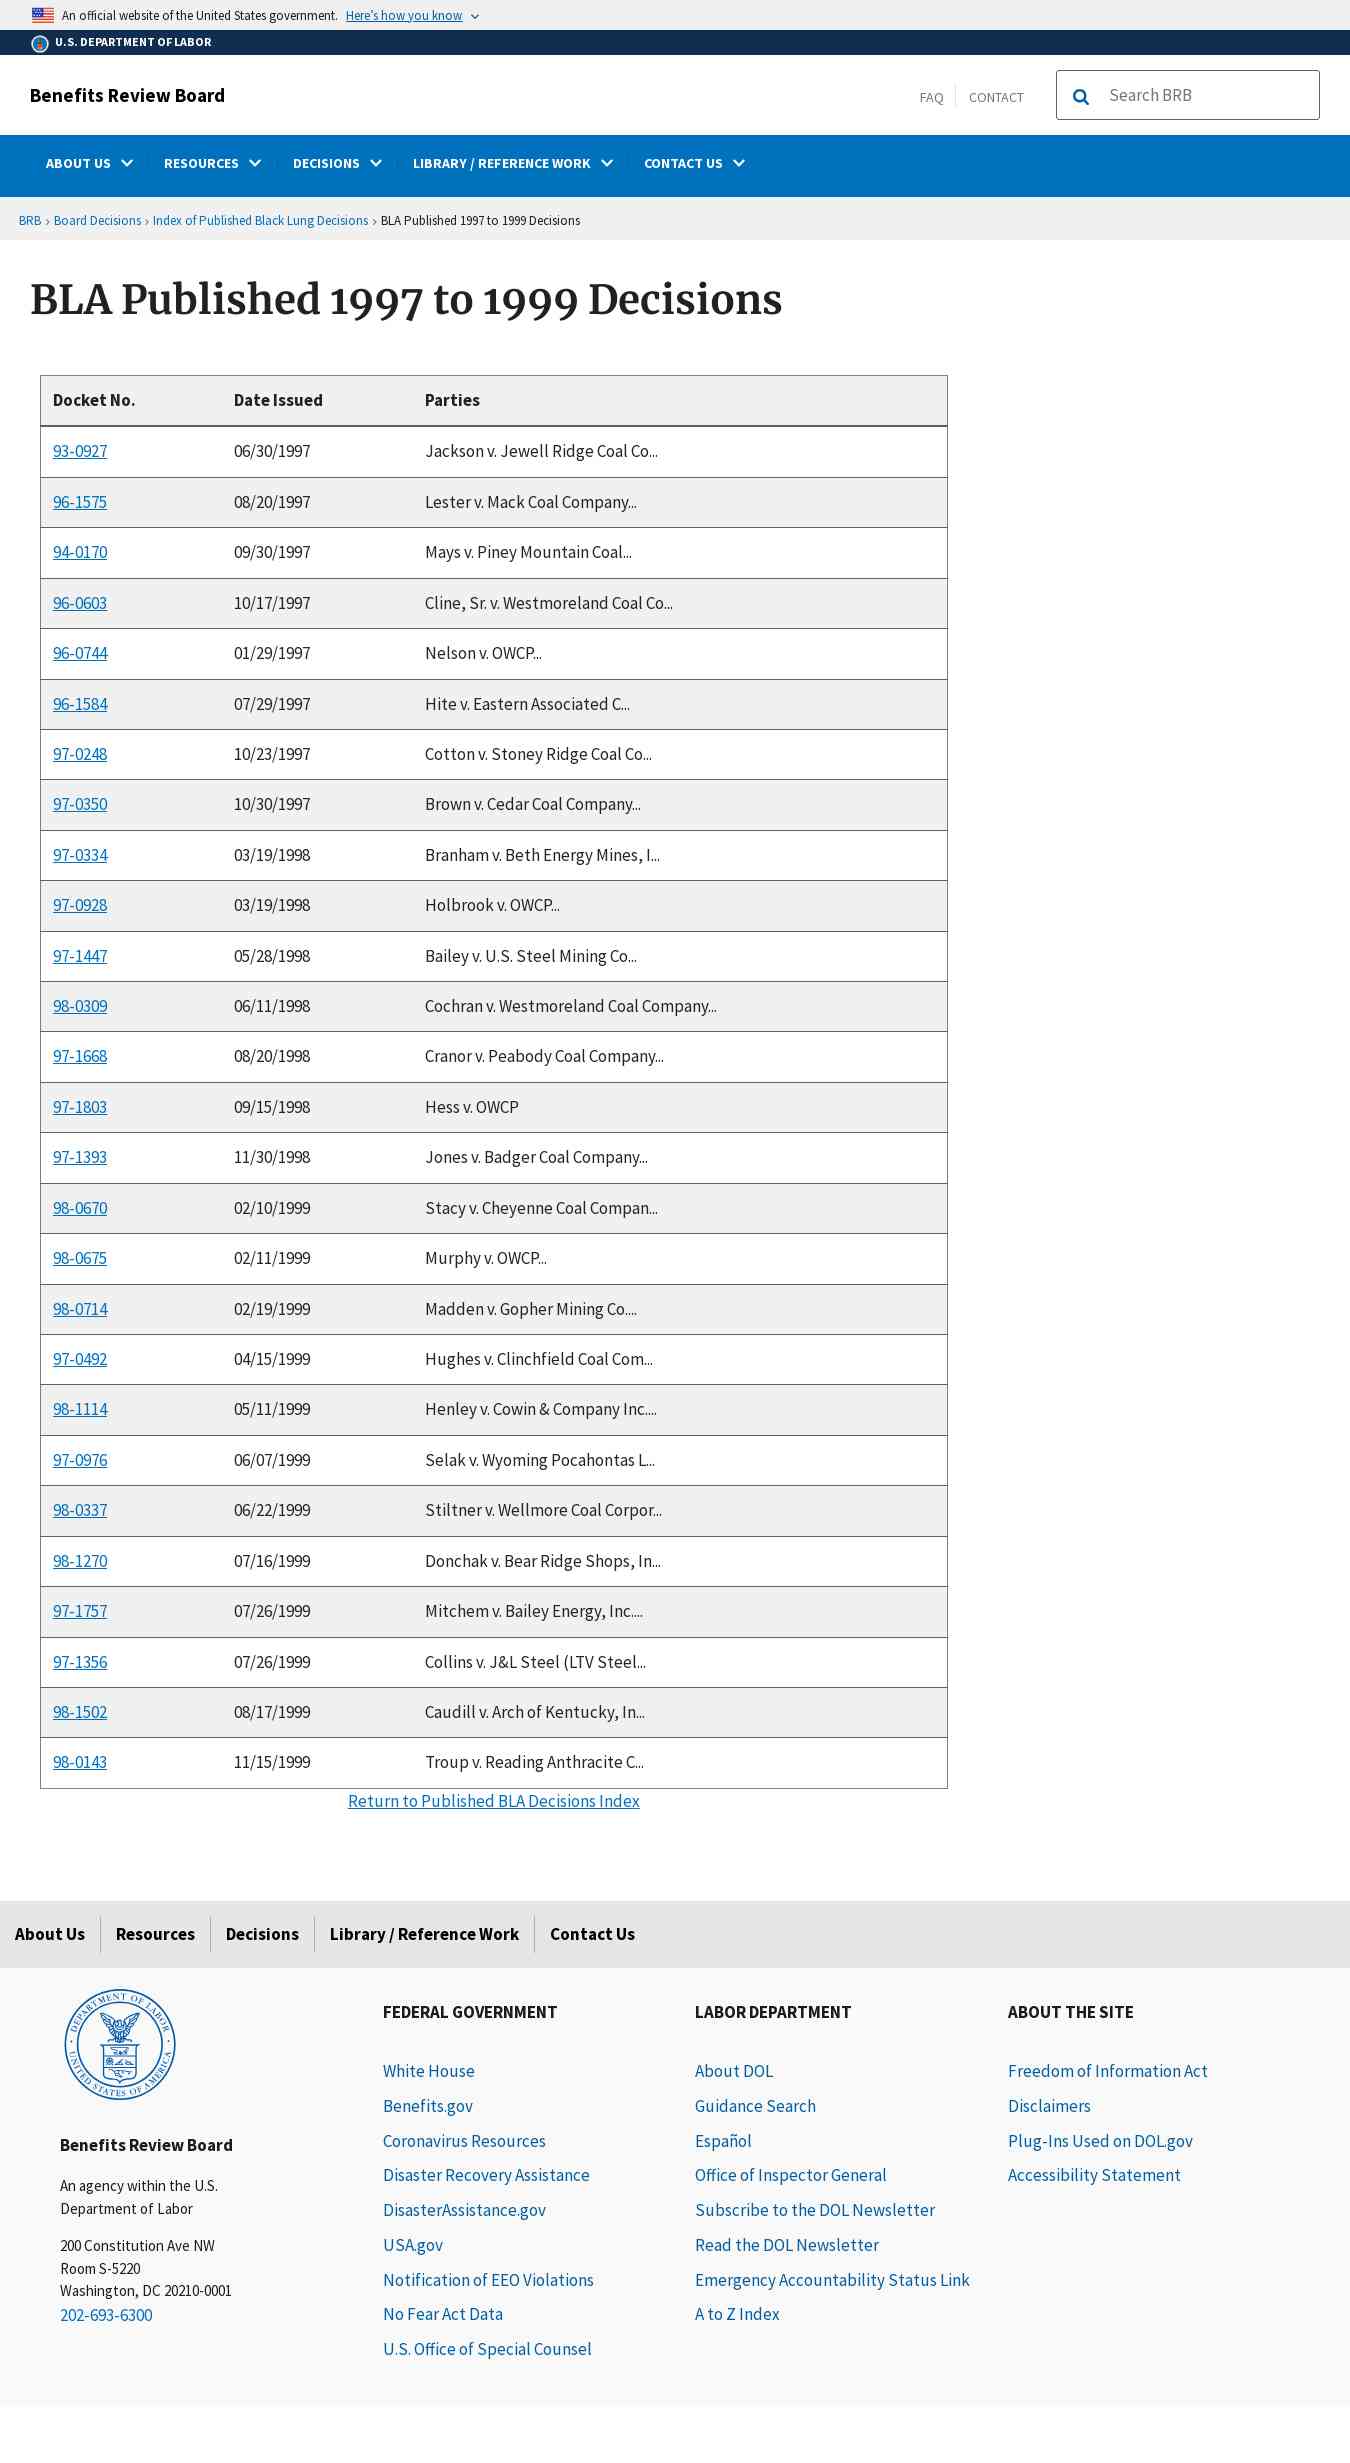 An official website of the United States government. Here's how you know
U.S. DEPARTMENT OF LABOR
Benefits Review Board
FAQ CONTACT Search BRB
ABOUT US RESOURCES DECISIONS LIBRARY / REFERENCE WORK CONTACT US
BRB › Board Decisions › Index of Published Black Lung Decisions › BLA Published 1997 to 1999 Decisions
BLA Published 1997 to 1999 Decisions
Docket No. Date Issued Parties
93-0927 06/30/1997 Jackson v. Jewell Ridge Coal Co...
96-1575 08/20/1997 Lester v. Mack Coal Company...
94-0170 09/30/1997 Mays v. Piney Mountain Coal...
96-0603 10/17/1997 Cline, Sr. v. Westmoreland Coal Co...
96-0744 01/29/1997 Nelson v. OWCP...
96-1584 07/29/1997 Hite v. Eastern Associated C...
97-0248 10/23/1997 Cotton v. Stoney Ridge Coal Co...
97-0350 10/30/1997 Brown v. Cedar Coal Company...
97-0334 03/19/1998 Branham v. Beth Energy Mines, I...
97-0928 03/19/1998 Holbrook v. OWCP...
97-1447 05/28/1998 Bailey v. U.S. Steel Mining Co...
98-0309 06/11/1998 Cochran v. Westmoreland Coal Company...
97-1668 08/20/1998 Cranor v. Peabody Coal Company...
97-1803 09/15/1998 Hess v. OWCP
97-1393 11/30/1998 Jones v. Badger Coal Company...
98-0670 02/10/1999 Stacy v. Cheyenne Coal Compan...
98-0675 02/11/1999 Murphy v. OWCP...
98-0714 02/19/1999 Madden v. Gopher Mining Co....
97-0492 04/15/1999 Hughes v. Clinchfield Coal Com...
98-1114 05/11/1999 Henley v. Cowin & Company Inc....
97-0976 06/07/1999 Selak v. Wyoming Pocahontas L...
98-0337 06/22/1999 Stiltner v. Wellmore Coal Corpor...
98-1270 07/16/1999 Donchak v. Bear Ridge Shops, In...
97-1757 07/26/1999 Mitchem v. Bailey Energy, Inc....
97-1356 07/26/1999 Collins v. J&L Steel (LTV Steel...
98-1502 08/17/1999 Caudill v. Arch of Kentucky, In...
98-0143 11/15/1999 Troup v. Reading Anthracite C...
Return to Published BLA Decisions Index
About Us Resources Decisions Library / Reference Work Contact Us
DEPARTMENT OF LABOR
UNITED STATES OF AMERICA
Benefits Review Board
An agency within the U.S.
Department of Labor
200 Constitution Ave NW
Room S-5220
Washington, DC 20210-0001
202-693-6300
FEDERAL GOVERNMENT
White House
Benefits.gov
Coronavirus Resources
Disaster Recovery Assistance
DisasterAssistance.gov
USA.gov
Notification of EEO Violations
No Fear Act Data
U.S. Office of Special Counsel
LABOR DEPARTMENT
About DOL
Guidance Search
Español
Office of Inspector General
Subscribe to the DOL Newsletter
Read the DOL Newsletter
Emergency Accountability Status Link
A to Z Index
ABOUT THE SITE
Freedom of Information Act
Disclaimers
Plug-Ins Used on DOL.gov
Accessibility Statement